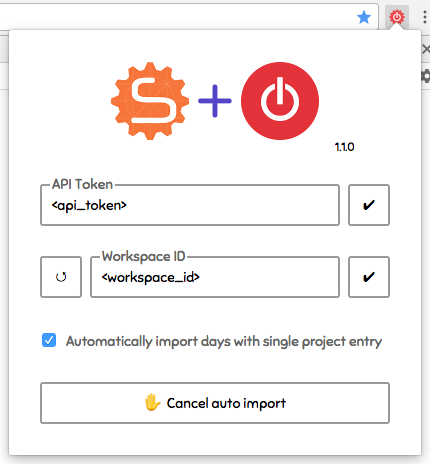 1.1.0
API Token
<api_token>
✔
Workspace ID
↺
<workspace_id>
✔
Automatically import days with single project entry
✋ Cancel auto import